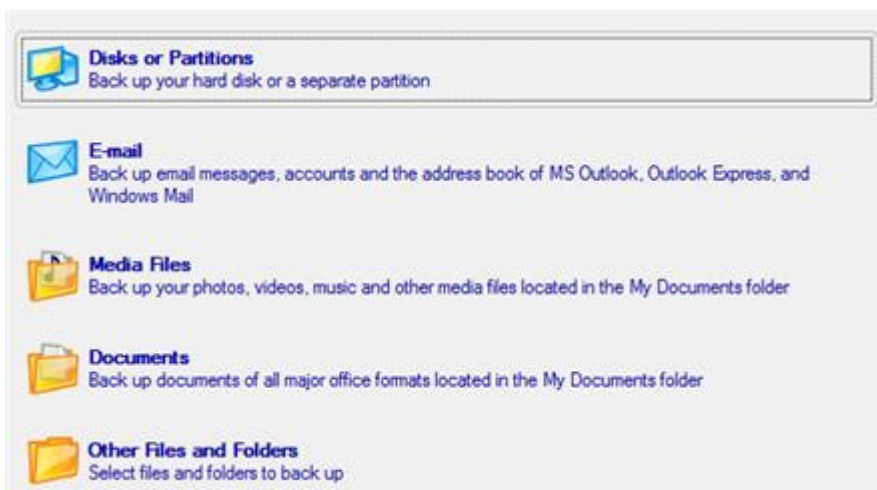 Disks or Partitions
Back up your hard disk or a separate partition
E-mail
Back up email messages, accounts and the address book of MS Outlook, Outlook Express, and
Windows Mail
Media Files
Back up your photos, videos, music and other media files located in the My Documents folder
Documents
Back up documents of all major office formats located in the My Documents folder
Other Files and Folders
Select files and folders to back up